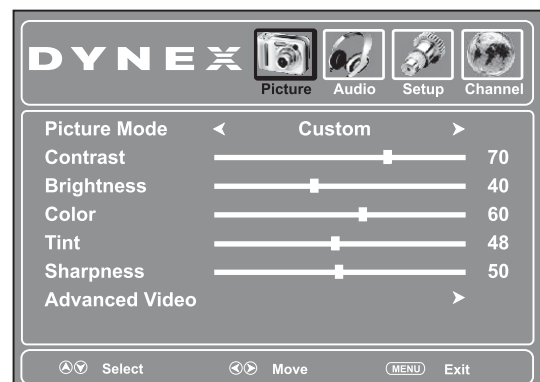 DYNEX
Picture Audio Setup Channel
Picture Mode Custom
Contrast 70
Brightness 40
Color 60
Tint 48
Sharpness 50
Advanced Video
Select Move MENU Exit